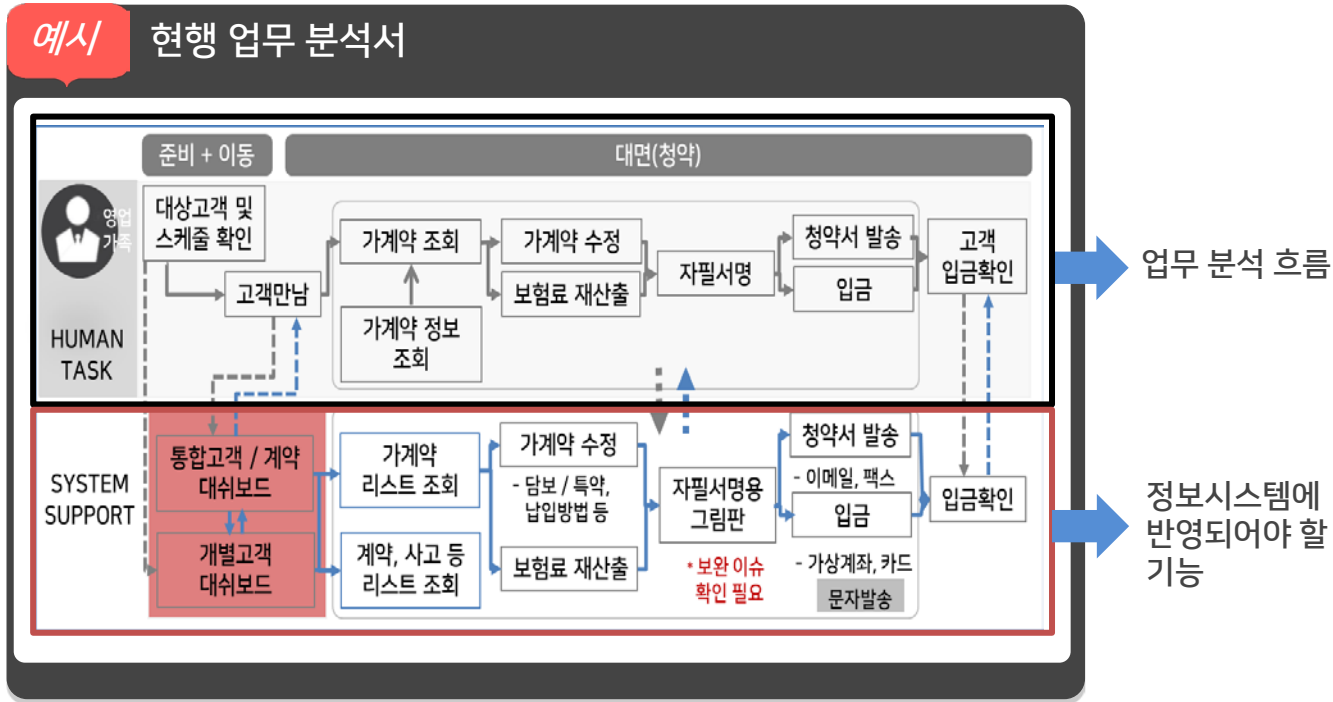 예시
현행 업무 분석서
준비 + 이동
대면(청약)
영업
가족
HUMAN
TASK
대상고객 및
스케줄 확인
고객만남
가계약 조회
가계약 정보
조회
가계약 수정
보험료 재산출
자필서명
청약서 발송
입금
고객
입금확인
업무 분석 흐름
SYSTEM
SUPPORT
통합고객 / 계약
대쉬보드
개별고객
대쉬보드
가계약
리스트 조회
계약, 사고 등
리스트 조회
가계약 수정
- 담보 / 특약,
납입방법 등
보험료 재산출
자필서명용
그림판
* 보완 이슈
확인 필요
청약서 발송
- 이메일, 팩스
입금
- 가상계좌, 카드
문자발송
입금확인
정보시스템에
반영되어야 할
기능